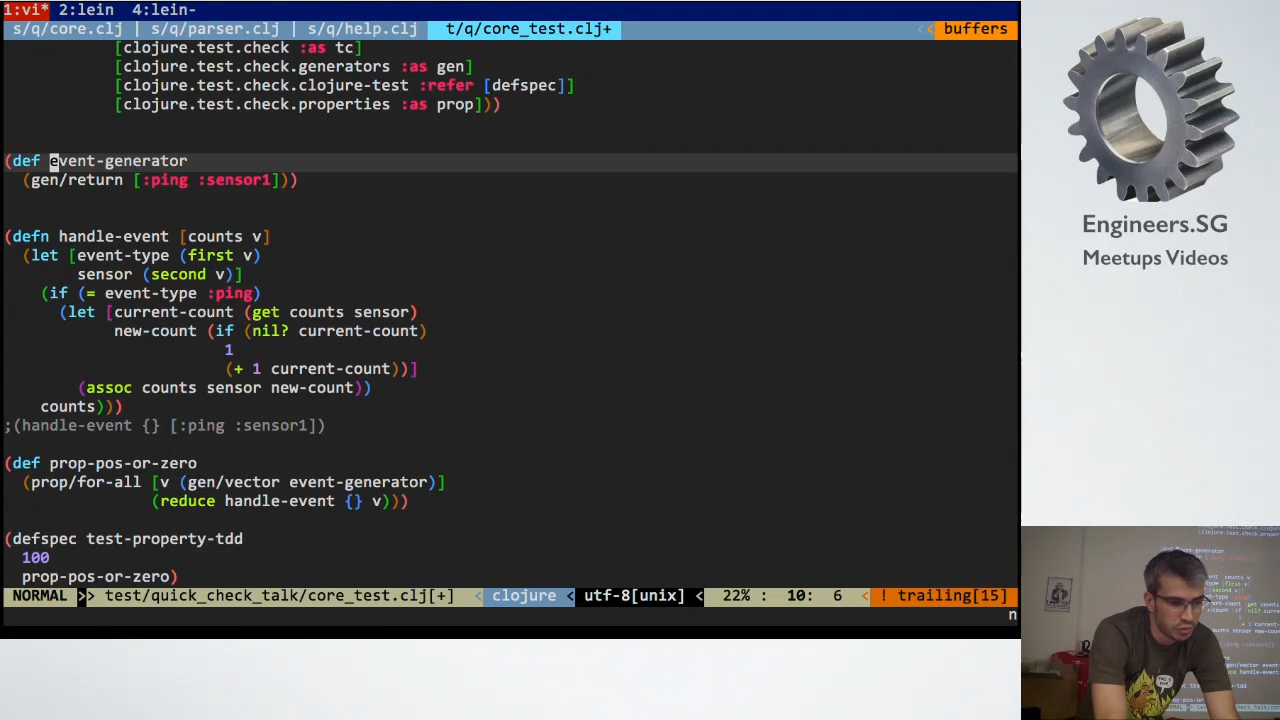 1:vi* 2:lein 4:lein-
s/q/core.clj | s/q/parser.clj | s/q/help.clj t/q/core_test.clj+ buffers
[clojure.test.check :as tc]
[clojure.test.check.generators :as gen]
[clojure.test.check.clojure-test :refer [defspec]]
[clojure.test.check.properties :as prop]))
(def event-generator
(gen/return [:ping :sensor1]))
(defn handle-event [counts v]
(let [event-type (first v)
sensor (second v)]
(if (= event-type :ping)
(let [current-count (get counts sensor)
new-count (if (nil? current-count)
1
(+ 1 current-count))]
(assoc counts sensor new-count))
counts)))
;(handle-event {} [:ping :sensor1])
(def prop-pos-or-zero
(prop/for-all [v (gen/vector event-generator)]
(reduce handle-event {} v)))
(defspec test-property-tdd
100
prop-pos-or-zero)
NORMAL >> test/quick_check_talk/core_test.clj[+] < clojure < utf-8[unix] < 22% : 10: 6 < ! trailing[15]
n
Engineers.SG
Meetups Videos